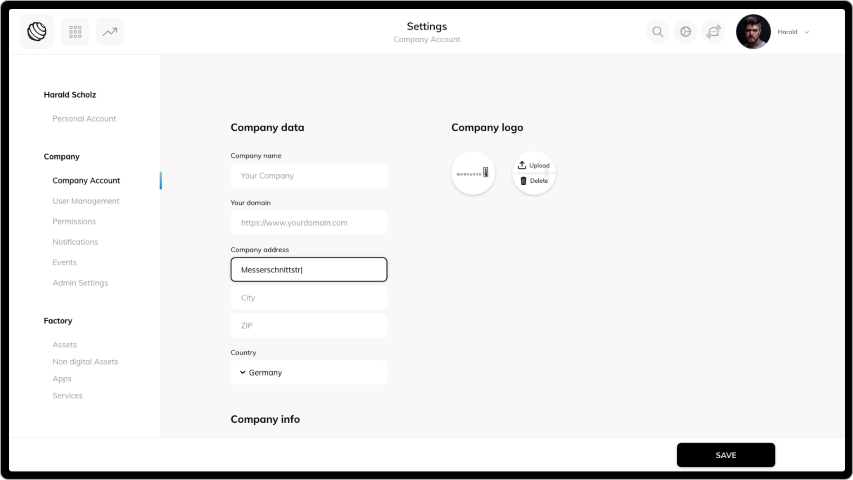 Settings
Company Account
Harald
Harald Scholz
Personal Account
Company
Company Account
User Management
Permissions
Notifications
Events
Admin Settings
Factory
Assets
Non digital Assets
Apps
Services
Company data
Company name
Your Company
Your domain
https://www.yourdomain.com
Company address
Messerschnittstr
City
ZIP
Country
Germany
Company info
Company logo
MONSANTO
Upload
Delete
SAVE